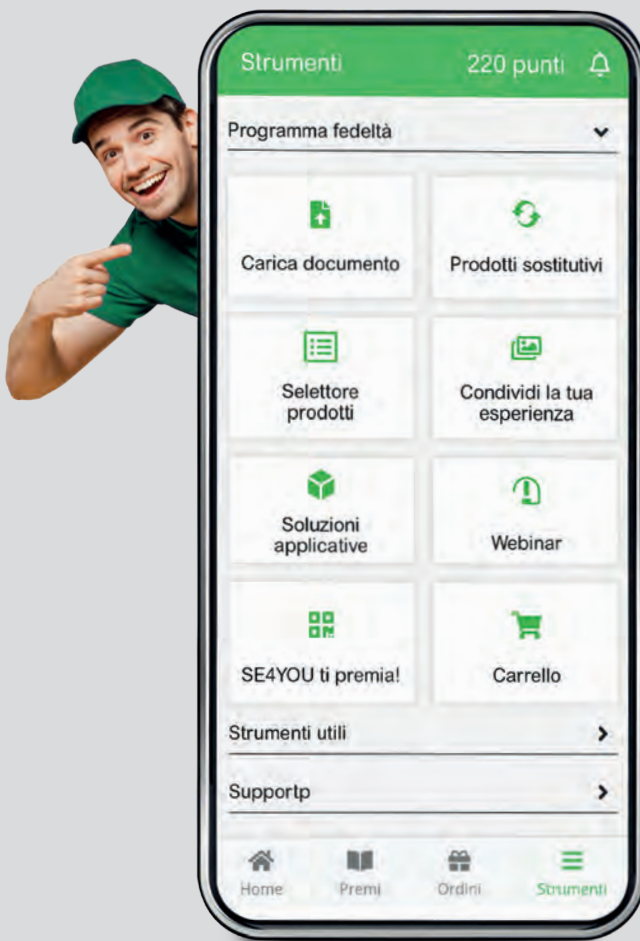 Strumenti 220 punti
Programma fedeltà
Carica documento Prodotti sostitutivi
Selettore
prodotti
Condividi la tua
esperienza
Soluzioni
applicative
Webinar
SE4YOU ti premia!
Carrello
Strumenti utili
Supportp
Home Premi Ordini Strumenti